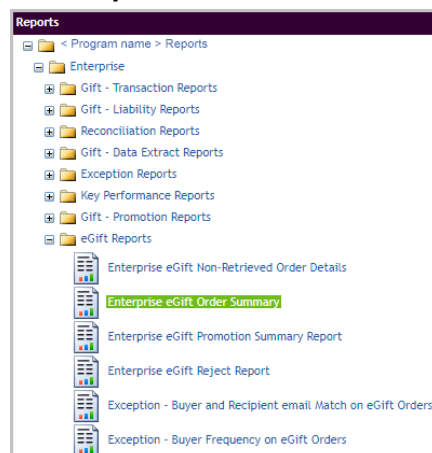 Reports
< Program name > Reports
Enterprise
Gift - Transaction Reports
Gift - Liability Reports
Reconciliation Reports
Gift - Data Extract Reports
Exception Reports
Key Performance Reports
Gift - Promotion Reports
eGift Reports
Enterprise eGift Non-Retrieved Order Details
Enterprise eGift Order Summary
Enterprise eGift Promotion Summary Report
Enterprise eGift Reject Report
Exception - Buyer and Recipient email Match on eGift Orders
Exception - Buyer Frequency on eGift Orders